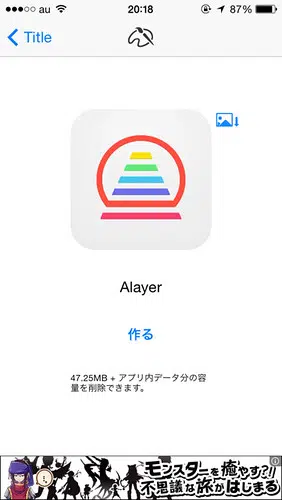 au 20:18 87%
Title
Alayer
作る
47.25MB + アプリ内データ分の容
量を削除できます。
モンスターを癒やす?!
不思議な旅がはじまる